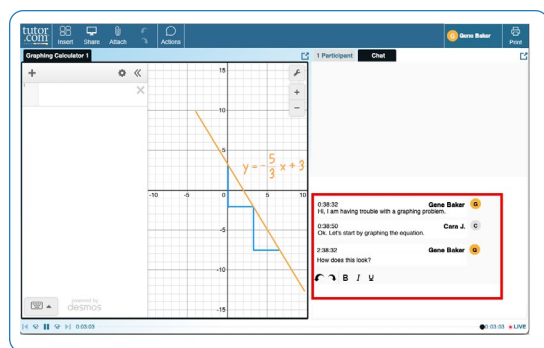 tutor
.com
Insert Share Attach Actions
Gene Baker
Print
Graphing Calculator 1
1 Participent Chat
1
15
10
5
y = -5/3 x + 3
-10 -5 0 5 10
-5
-10
-15
powered by
desmos
0:38:32 Gene Baker G
Hi, I am having trouble with a graphing problem.
0:38:50 Cara J. C
Ok. Let's start by graphing the equation.
2:38:32 Gene Baker G
How does this look?
B I U
0:03:03
0:03:03 LIVE